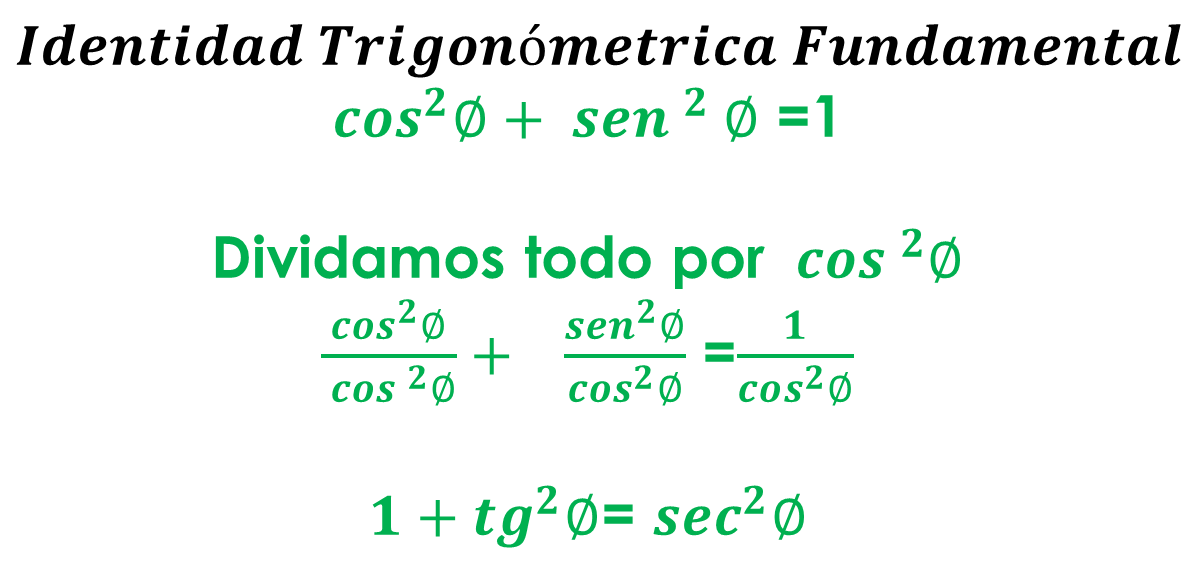 Identidad Trigonómetrica Fundamental
cos²∅ + sen ² ∅ =1
Dividamos todo por cos ²∅
cos²∅/cos ²∅ + sen²∅/cos²∅ =1/cos²∅
1 + tg²∅= sec²∅